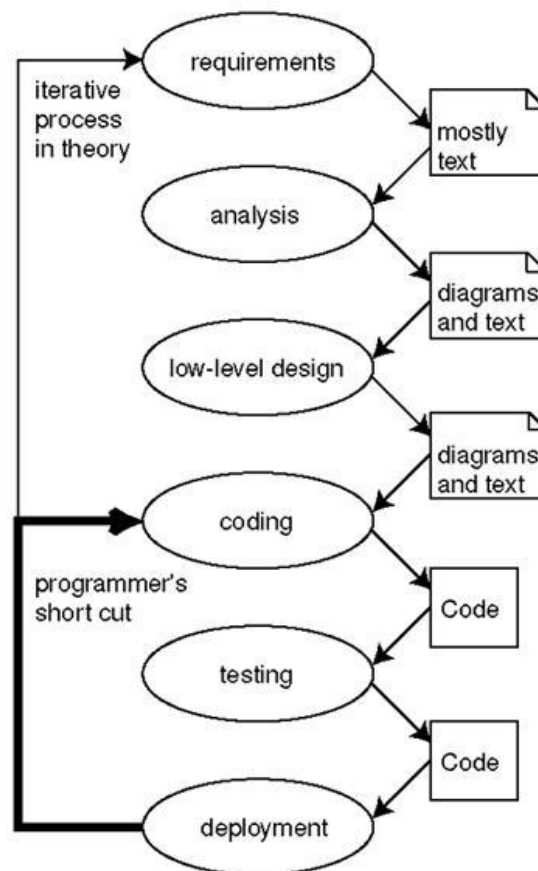 requirements
iterative
process
in theory
mostly
text
analysis
diagrams
and text
low-level design
diagrams
and text
coding
programmer's
short cut
Code
testing
Code
deployment